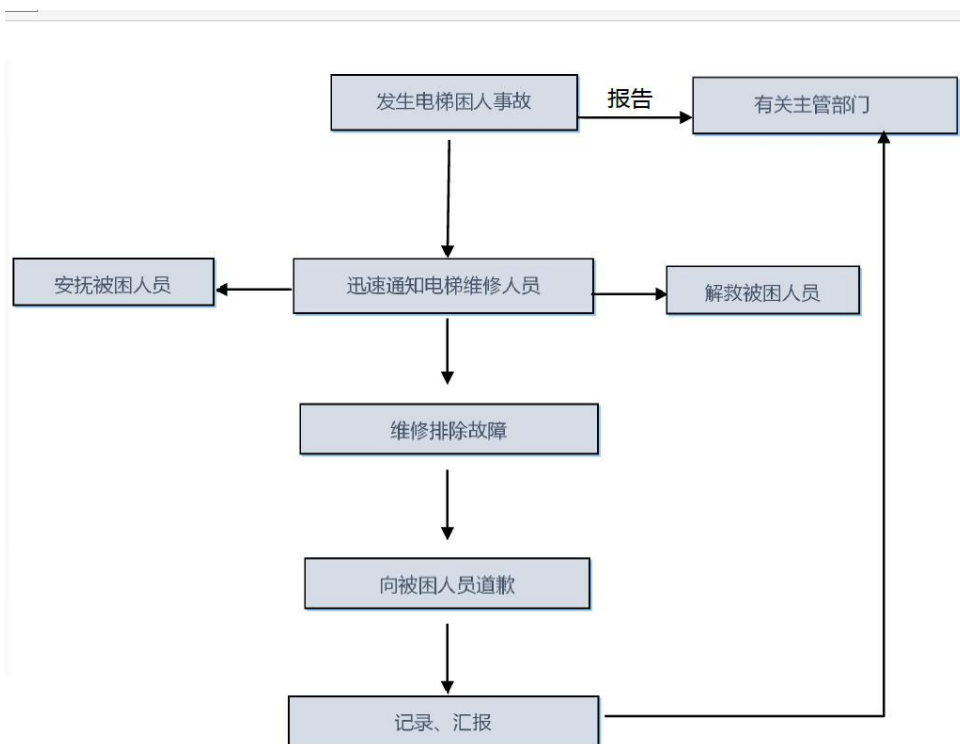 发生电梯困人事故
报告
有关主管部门
安抚被困人员
迅速通知电梯维修人员
解救被困人员
维修排除故障
向被困人员道歉
记录、汇报